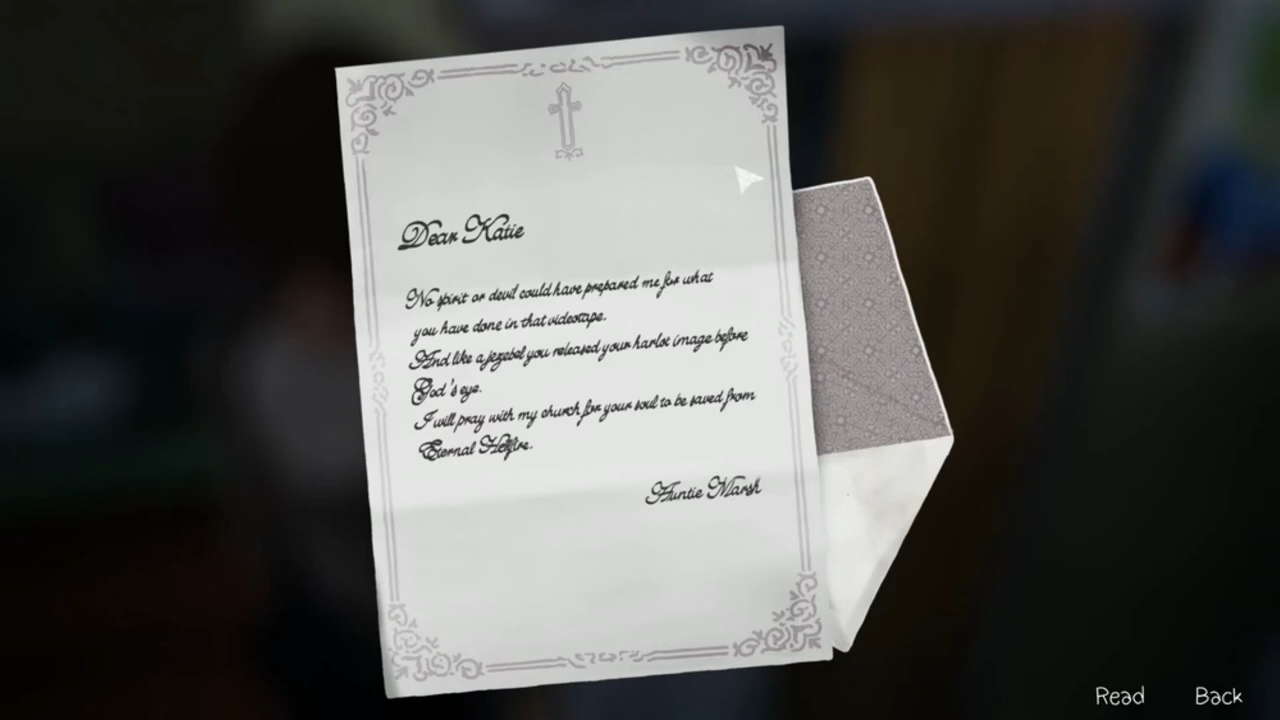 Dear Katie
No spirit or devil could have prepared me for what
you have done in that videotape.
And like a jezebel you released your harlot image before
God's eye.
I will pray with my church for your soul to be saved from
Eternal Hellfire.
Auntie Marsh
Read
Back